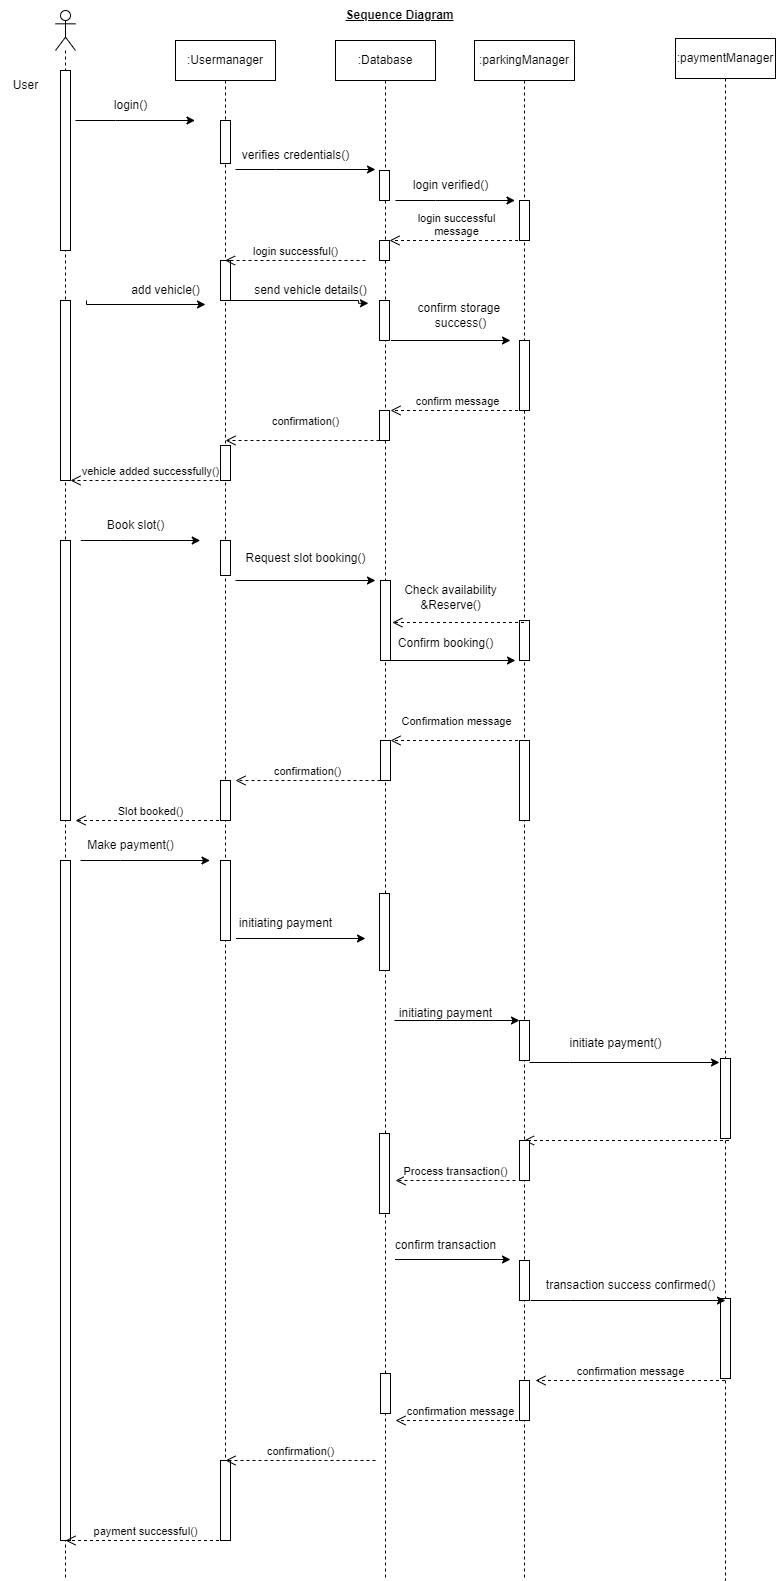 Sequence Diagram
:Usermanager
:Database
:parkingManager
:paymentManager
User
login()
verifies credentials()
login verified()
login successful
message
login successful()
add vehicle()
send vehicle details()
confirm storage
success()
confirm message
confirmation()
vehicle added successfully()
Book slot()
Request slot booking()
Check availability
&Reserve()
Confirm booking()
Confirmation message
confirmation()
Slot booked()
Make payment()
initiating payment
initiating payment
initiate payment()
Process transaction()
confirm transaction
transaction success confirmed()
confirmation message
confirmation message
confirmation()
payment successful()